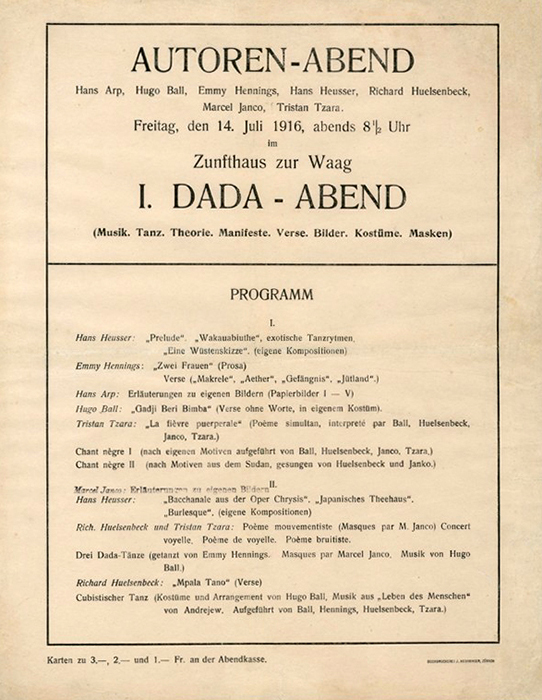 AUTOREN-ABEND
Hans Arp, Hugo Ball, Emmy Hennings, Hans Heusser, Richard Huelsenbeck,
Marcel Janco, Tristan Tzara.
Freitag, den 14. Juli 1916, abends 8½ Uhr
im
Zunfthaus zur Waag
I. DADA - ABEND
(Musik. Tanz. Theorie. Manifeste. Verse. Bilder. Kostüme. Masken)
PROGRAMM
I.
Hans Heusser: „Prelude". „Wakauabluthe", exotische Tanzrytmen,
„Eine Wüstenskizze". (eigene Kompositionen)
Emmy Hennings: „Zwei Frauen" (Prosa)
Verse („Makrele", „Aether", „Gefängnis", „Jütland".)
Hans Arp: Erläuterungen zu eigenen Bildern (Papierbilder I — V)
Hugo Ball: „Gadji Beri Bimba" (Verse ohne Worte, in eigenem Kostüm).
Tristan Tzara: „La fièvre puerperale" (Poème simultan, interpreté par Ball, Huelsenbeck,
Janco, Tzara.)
Chant nègre I (nach eigenen Motiven aufgeführt von Ball, Huelsenbeck, Janco, Tzara.)
Chant nègre II (nach Motiven aus dem Sudan, gesungen von Huelsenbeck und Janko.)
II.
Marcel Janco: Erläuterungen zu eigenen Bildern
Hans Heusser: „Bacchanale aus der Oper Chrysis". „Japanisches Theehaus".
„Burlesque". (eigene Kompositionen)
Rich. Huelsenbeck und Tristan Tzara: Poème mouvementiste (Masques par M. Janco) Concert
voyelle. Poème de voyelle. Poème bruitiste.
Drei Dada-Tänze (getanzt von Emmy Hennings. Masques par Marcel Janco. Musik von Hugo
Ball.)
Richard Huelsenbeck: „Mpala Tano" (Verse)
Cubistischer Tanz (Kostüme und Arrangement von Hugo Ball, Musik aus „Leben des Menschen"
von Andrejew. Aufgeführt von Ball, Hennings, Huelsenbeck, Tzara.)
Karten zu 3.—, 2.— und 1.— Fr. an der Abendkasse.